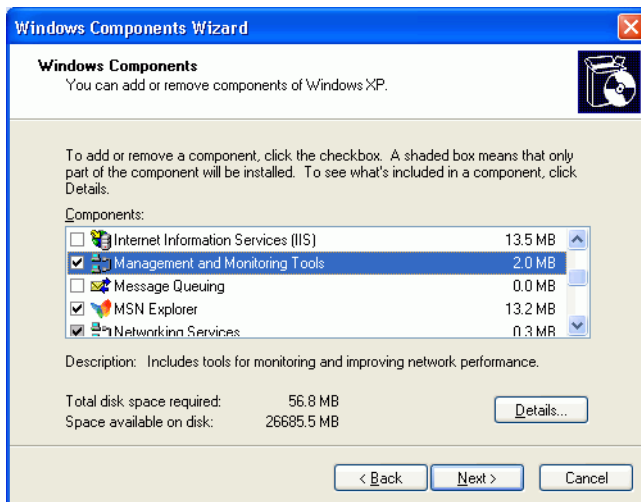 Windows Components Wizard
Windows Components
You can add or remove components of Windows XP.
To add or remove a component, click the checkbox. A shaded box means that only
part of the component will be installed. To see what's included in a component, click
Details.
Components:
Internet Information Services (IIS) 13.5 MB
Management and Monitoring Tools 2.0 MB
Message Queuing 0.0 MB
MSN Explorer 13.2 MB
Networking Services 0.3 MB
Description: Includes tools for monitoring and improving network performance.
Total disk space required: 56.8 MB
Space available on disk: 26685.5 MB
Details...
< Back Next > Cancel